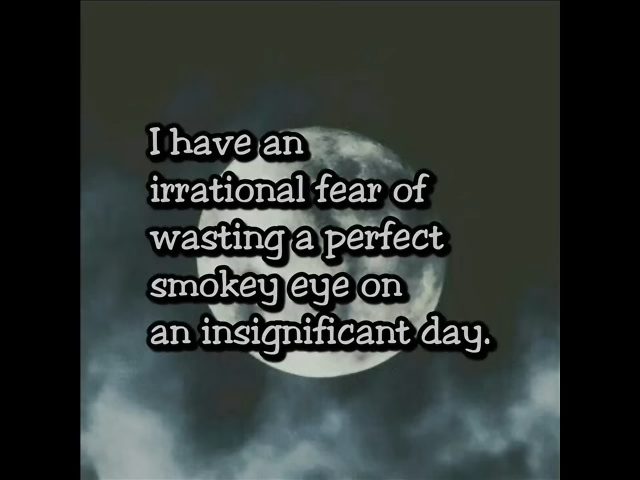 I have an
irrational fear of
wasting a perfect
smokey eye on
an insignificant day.